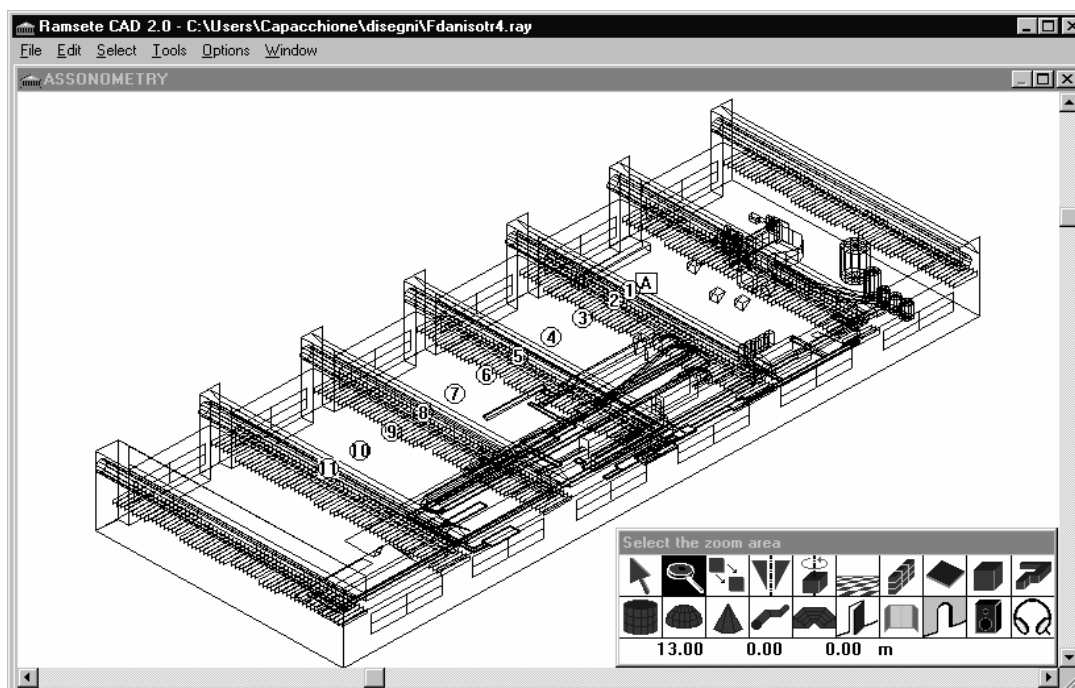 Ramsete CAD 2.0 - C:\Users\Capacchione\disegni\Fdanisotr4.ray
File Edit Select Tools Options Window
ASSONOMETRY
A
1
2
3
4
5
6
7
8
9
10
11
Select the zoom area
13.00 0.00 0.00 m